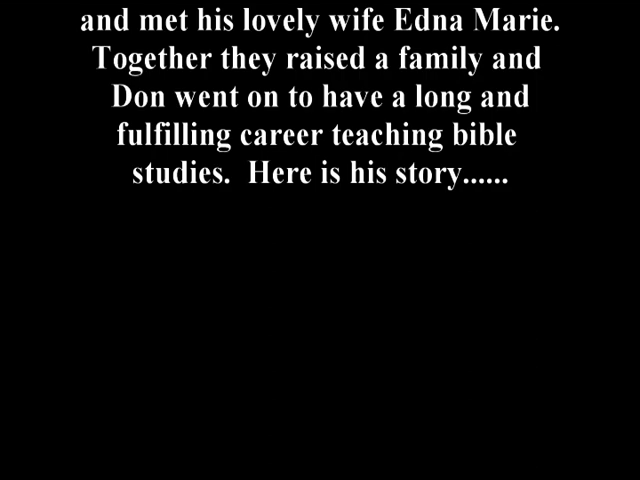 and met his lovely wife Edna Marie.
Together they raised a family and
Don went on to have a long and
fulfilling career teaching bible
studies.  Here is his story......